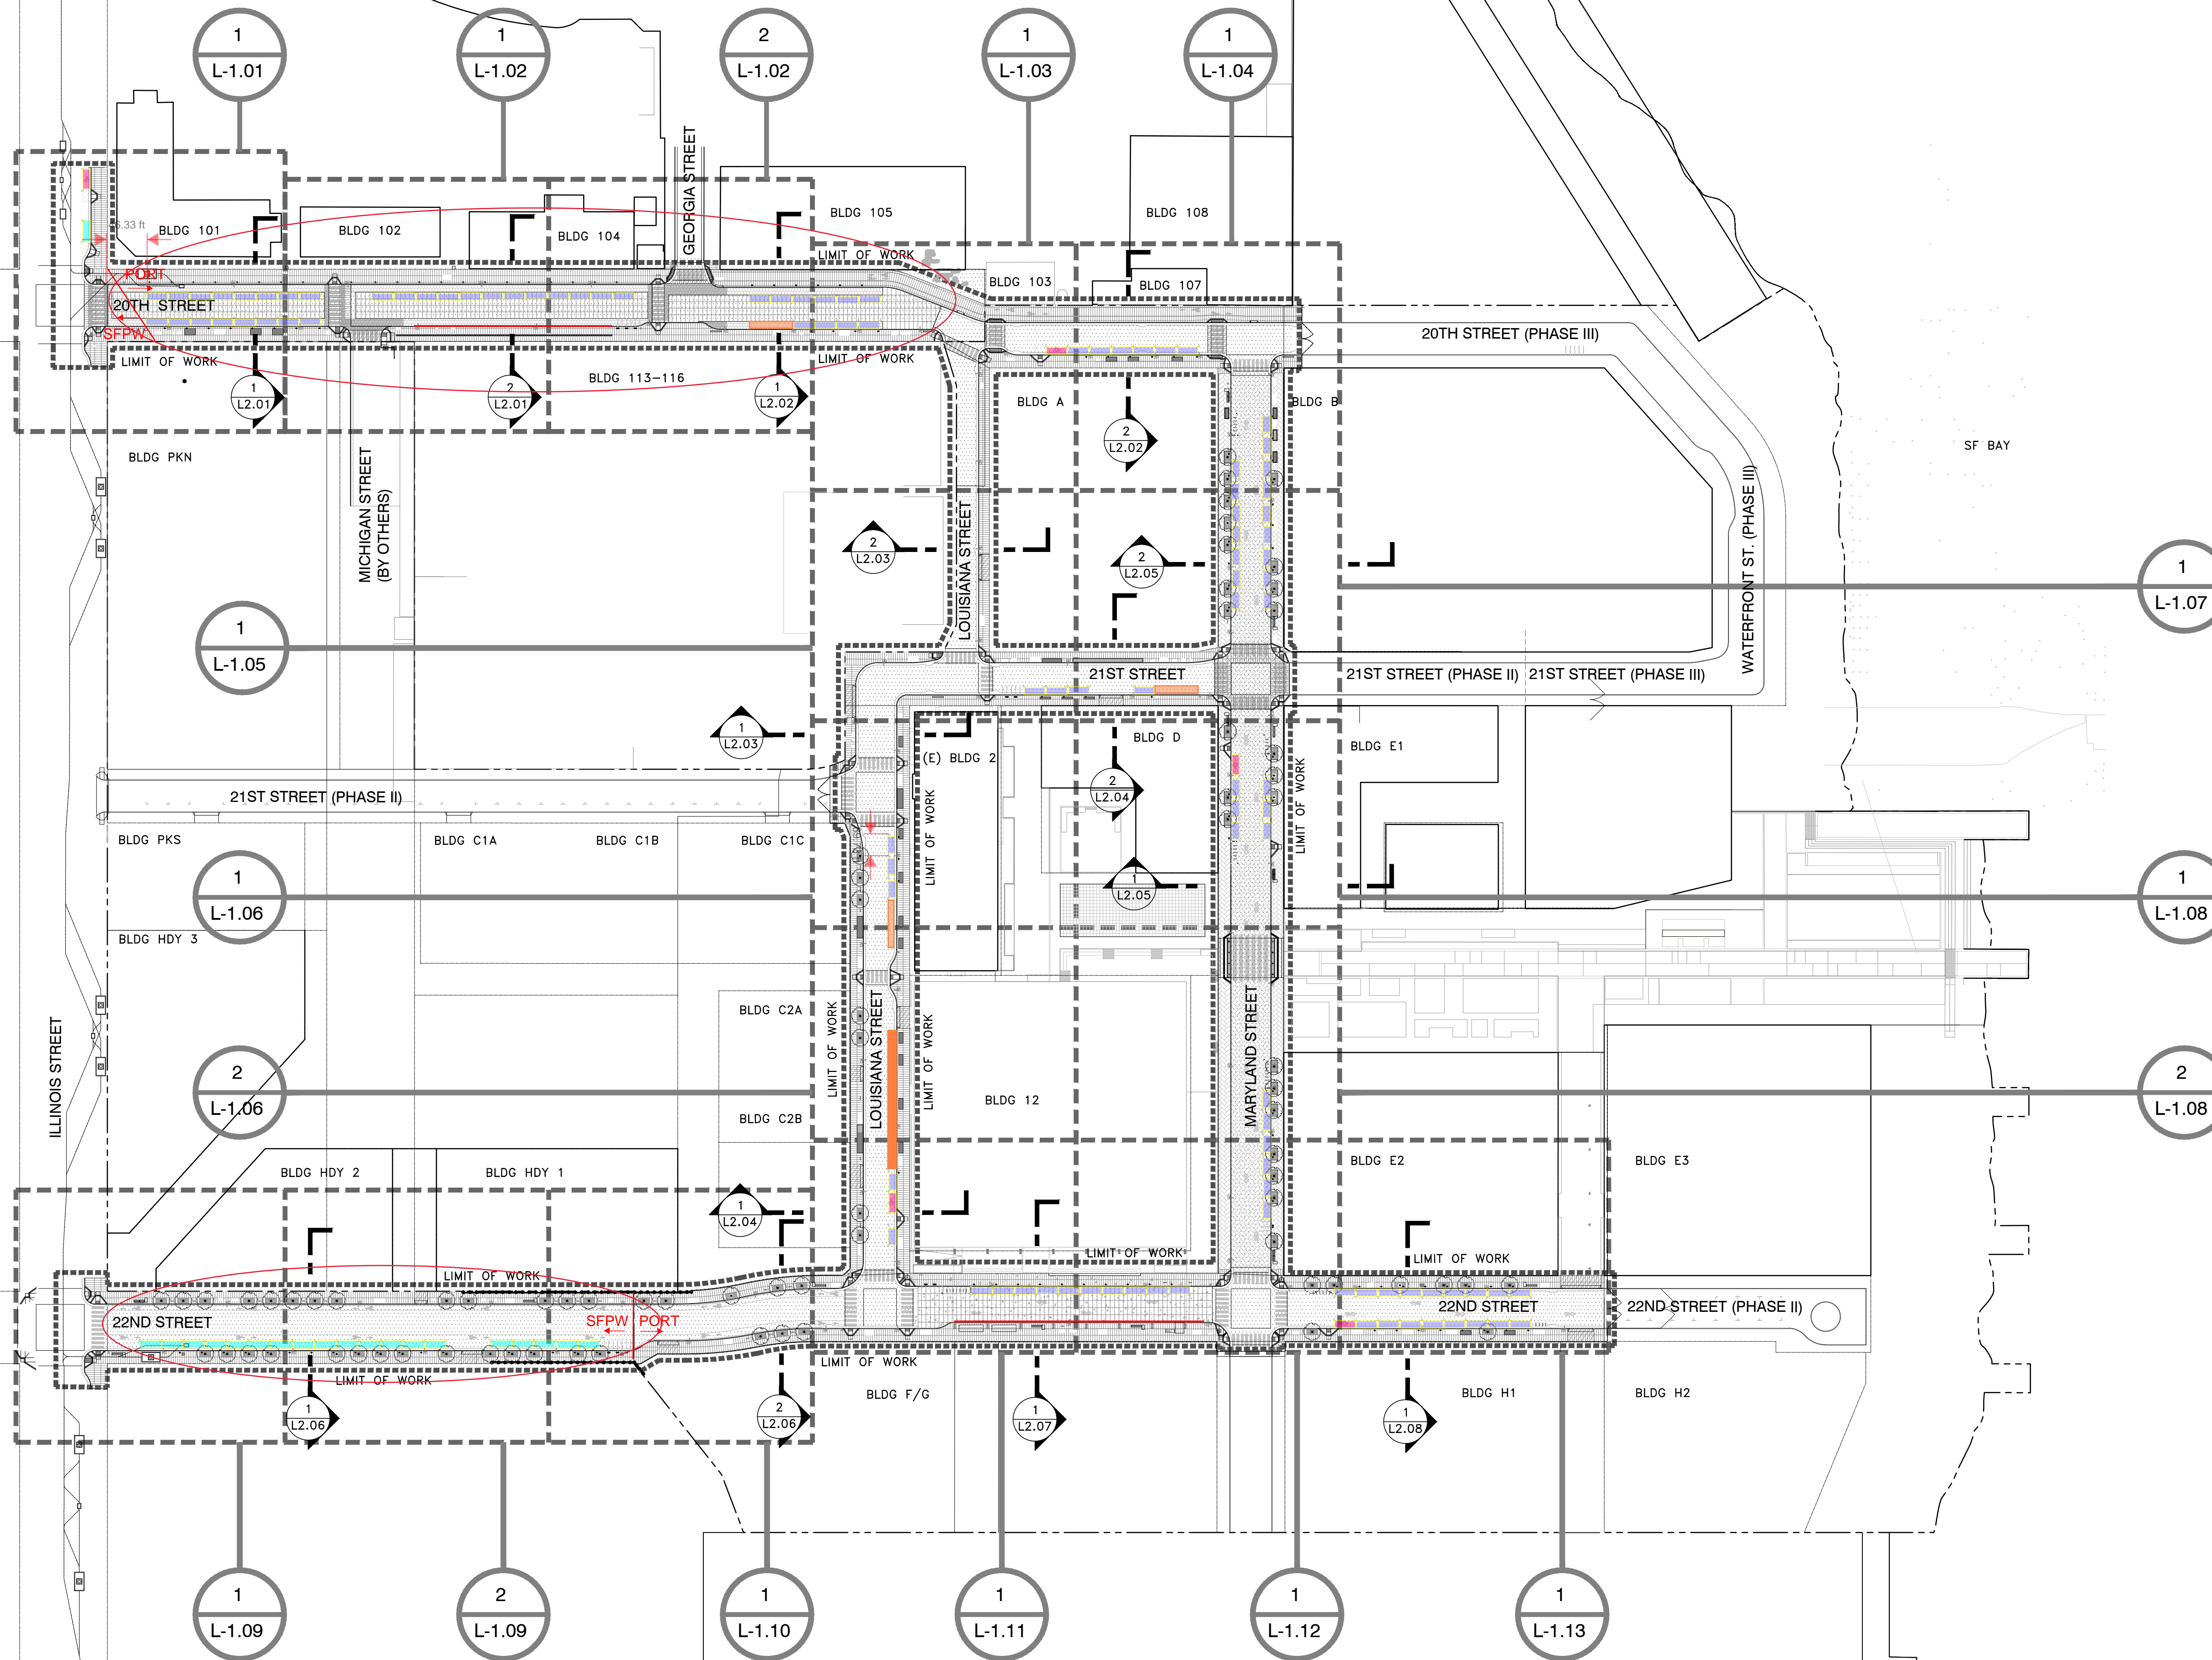 1
L-1.01
1
L-1.02
2
L-1.02
1
L-1.03
1
L-1.04
GEORGIA STREET
BLDG 101
BLDG 102
BLDG 104
BLDG 105
BLDG 108
LIMIT OF WORK
BLDG 103
BLDG 107
PORT
20TH STREET
SFPW
LIMIT OF WORK
LIMIT OF WORK
BLDG 113-116
20TH STREET (PHASE III)
1
L2.01
2
L2.01
1
L2.02
BLDG A
BLDG B
2
L2.02
SF BAY
BLDG PKN
MICHIGAN STREET
(BY OTHERS)
LOUISIANA STREET
WATERFRONT ST. (PHASE III)
2
L2.03
2
L2.05
1
L-1.07
1
L-1.05
21ST STREET
21ST STREET (PHASE II)
21ST STREET (PHASE III)
1
L2.03
(E) BLDG 2
BLDG D
BLDG E1
2
L2.04
21ST STREET (PHASE II)
LIMIT OF WORK
LIMIT OF WORK
BLDG PKS
BLDG C1A
BLDG C1B
BLDG C1C
1
L-1.06
1
L2.05
1
L-1.08
BLDG HDY 3
BLDG C2A
ILLINOIS STREET
LIMIT OF WORK
LOUISIANA STREET
LIMIT OF WORK
MARYLAND STREET
2
L-1.06
BLDG 12
2
L-1.08
BLDG C2B
BLDG HDY 2
BLDG HDY 1
BLDG E2
BLDG E3
1
L2.04
LIMIT OF WORK
LIMIT OF WORK
LIMIT OF WORK
22ND STREET
SFPW
PORT
22ND STREET
22ND STREET (PHASE II)
LIMIT OF WORK
LIMIT OF WORK
BLDG F/G
BLDG H1
BLDG H2
1
L2.06
2
L2.06
1
L2.07
1
L2.08
1
L-1.09
2
L-1.09
1
L-1.10
1
L-1.11
1
L-1.12
1
L-1.13